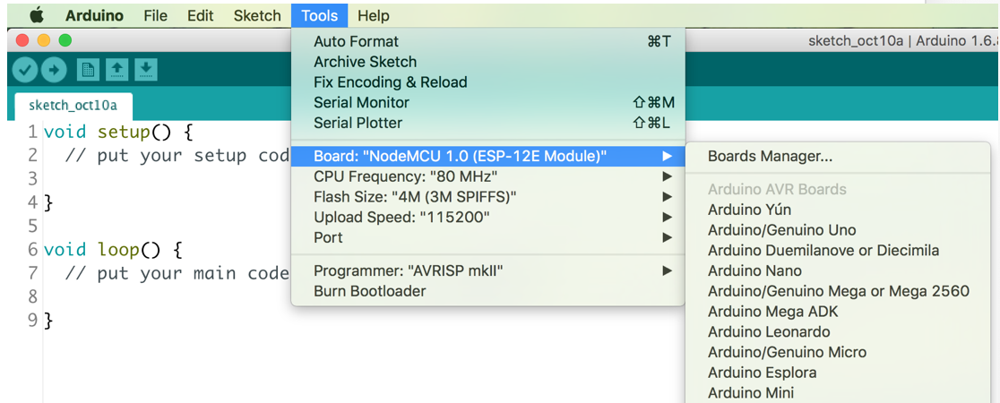 Arduino File Edit Sketch Tools Help
sketch_oct10a | Arduino 1.6.8
sketch_oct10a
1 void setup() {
2 // put your setup cod
3
4 }
5
6 void loop() {
7 // put your main code
8
9 }
Auto Format ⌘T
Archive Sketch
Fix Encoding & Reload
Serial Monitor ⇧⌘M
Serial Plotter ⇧⌘L
Board: "NodeMCU 1.0 (ESP-12E Module)" ▶
CPU Frequency: "80 MHz" ▶
Flash Size: "4M (3M SPIFFS)" ▶
Upload Speed: "115200" ▶
Port ▶
Programmer: "AVRISP mkII" ▶
Burn Bootloader
Boards Manager...
Arduino AVR Boards
Arduino Yún
Arduino/Genuino Uno
Arduino Duemilanove or Diecimila
Arduino Nano
Arduino/Genuino Mega or Mega 2560
Arduino Mega ADK
Arduino Leonardo
Arduino/Genuino Micro
Arduino Esplora
Arduino Mini